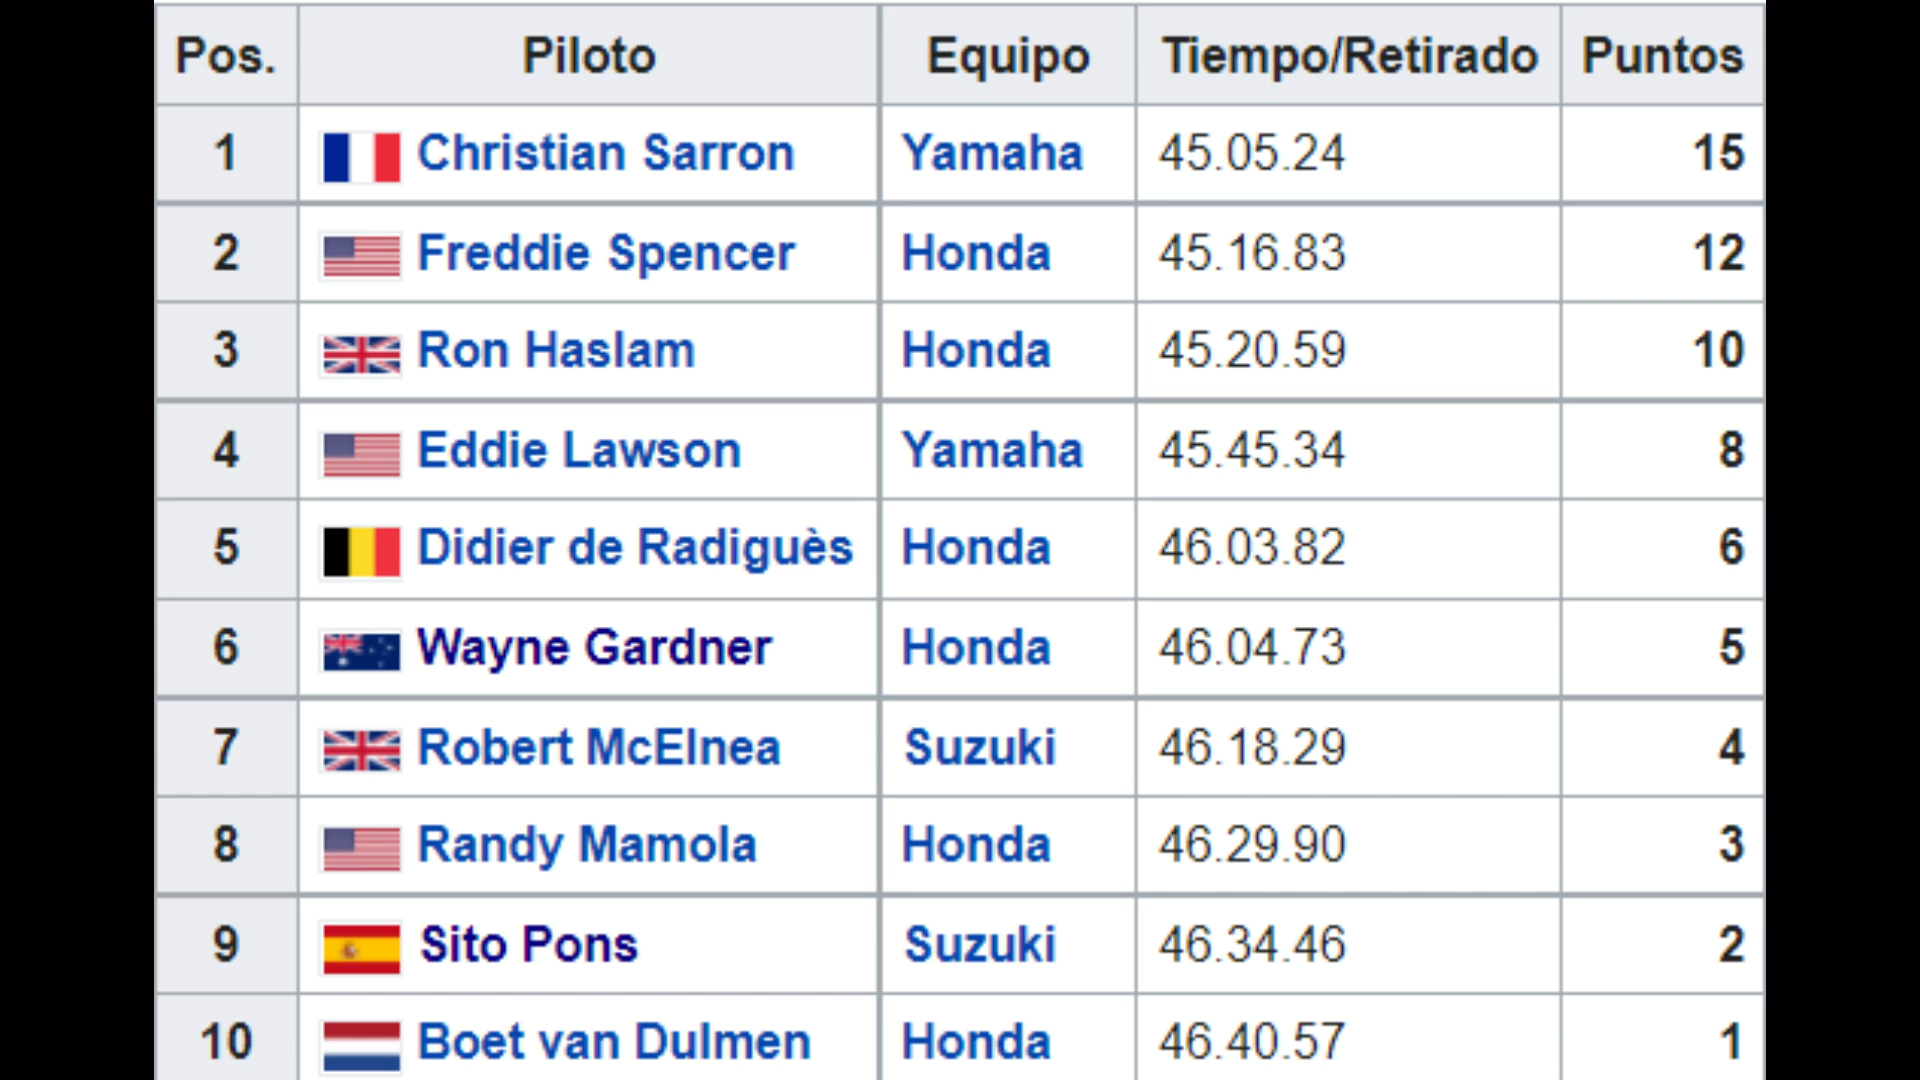 Pos. Piloto Equipo Tiempo/Retirado Puntos
1 Christian Sarron Yamaha 45.05.24 15
2 Freddie Spencer Honda 45.16.83 12
3 Ron Haslam Honda 45.20.59 10
4 Eddie Lawson Yamaha 45.45.34 8
5 Didier de Radiguès Honda 46.03.82 6
6 Wayne Gardner Honda 46.04.73 5
7 Robert McElnea Suzuki 46.18.29 4
8 Randy Mamola Honda 46.29.90 3
9 Sito Pons Suzuki 46.34.46 2
10 Boet van Dulmen Honda 46.40.57 1